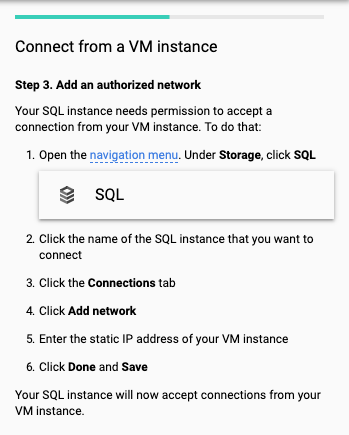 Connect from a VM instance
Step 3. Add an authorized network
Your SQL instance needs permission to accept a
connection from your VM instance. To do that:
1. Open the navigation menu. Under Storage, click SQL
SQL
2. Click the name of the SQL instance that you want to
connect
3. Click the Connections tab
4. Click Add network
5. Enter the static IP address of your VM instance
6. Click Done and Save
Your SQL instance will now accept connections from your
VM instance.